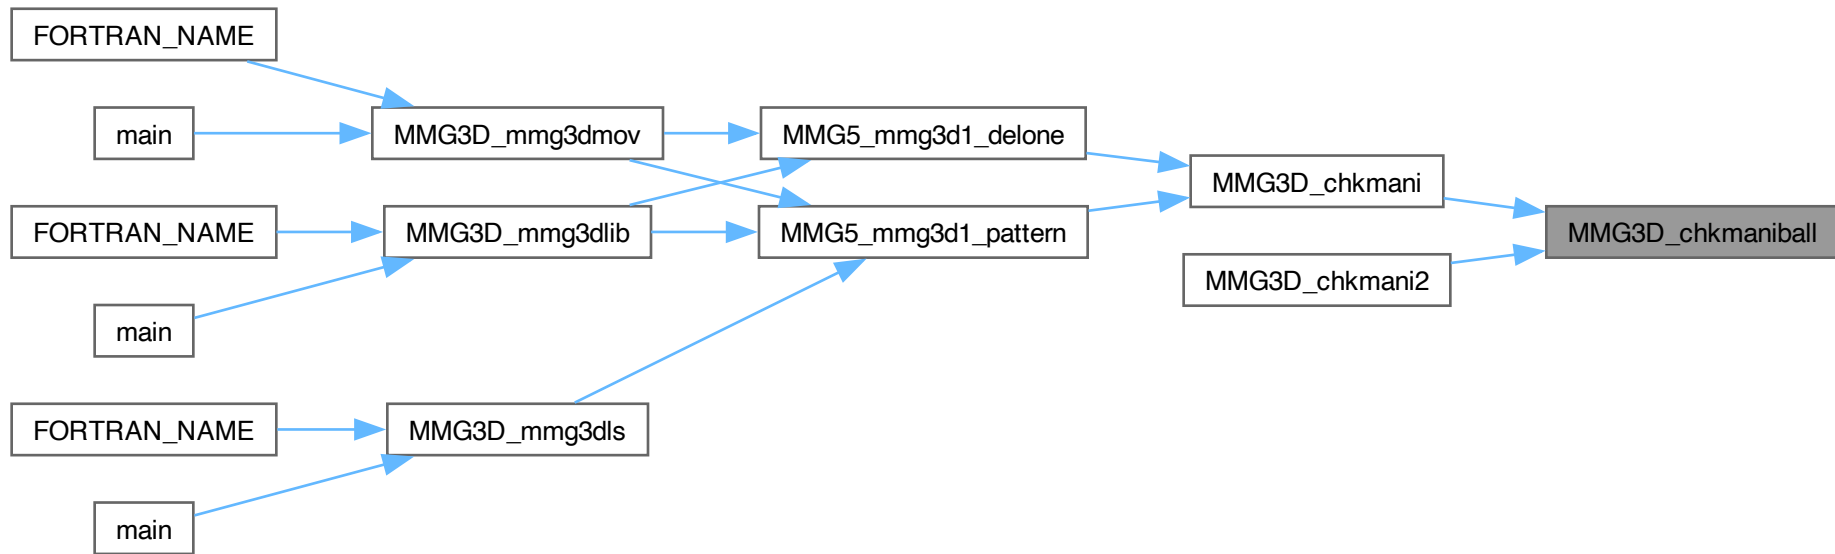 FORTRAN_NAME
main
MMG3D_mmg3dmov
MMG5_mmg3d1_delone
MMG3D_chkmani
FORTRAN_NAME
MMG3D_mmg3dlib
MMG5_mmg3d1_pattern
MMG3D_chkmaniball
MMG3D_chkmani2
main
FORTRAN_NAME
MMG3D_mmg3dls
main